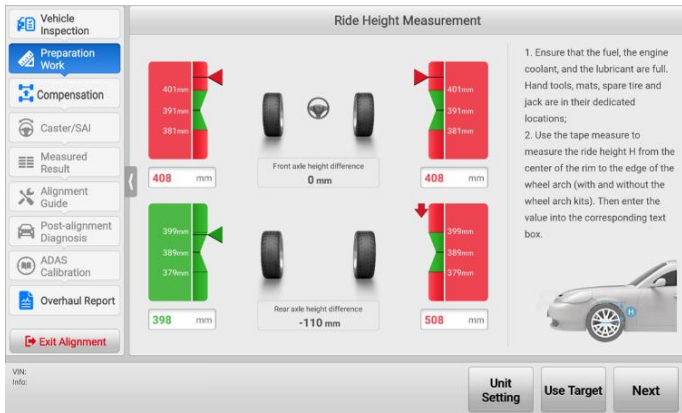 Vehicle
Inspection
Preparation
Work
Compensation
Caster/SAI
Measured
Result
Alignment
Guide
Post-alignment
Diagnosis
ADAS
Calibration
Overhaul Report
Exit Alignment
Ride Height Measurement
401mm
391mm
381mm
408 mm
Front axle height difference
0 mm
401mm
391mm
381mm
408 mm
399mm
389mm
379mm
398 mm
Rear axle height difference
-110 mm
399mm
389mm
379mm
508 mm
1. Ensure that the fuel, the engine
coolant, and the lubricant are full.
Hand tools, mats, spare tire and
jack are in their dedicated
locations;
2. Use the tape measure to
measure the ride height H from the
center of the rim to the edge of the
wheel arch (with and without the
wheel arch kits). Then enter the
value into the corresponding text
box.
H
VIN:
Info:
Unit
Setting
Use Target
Next